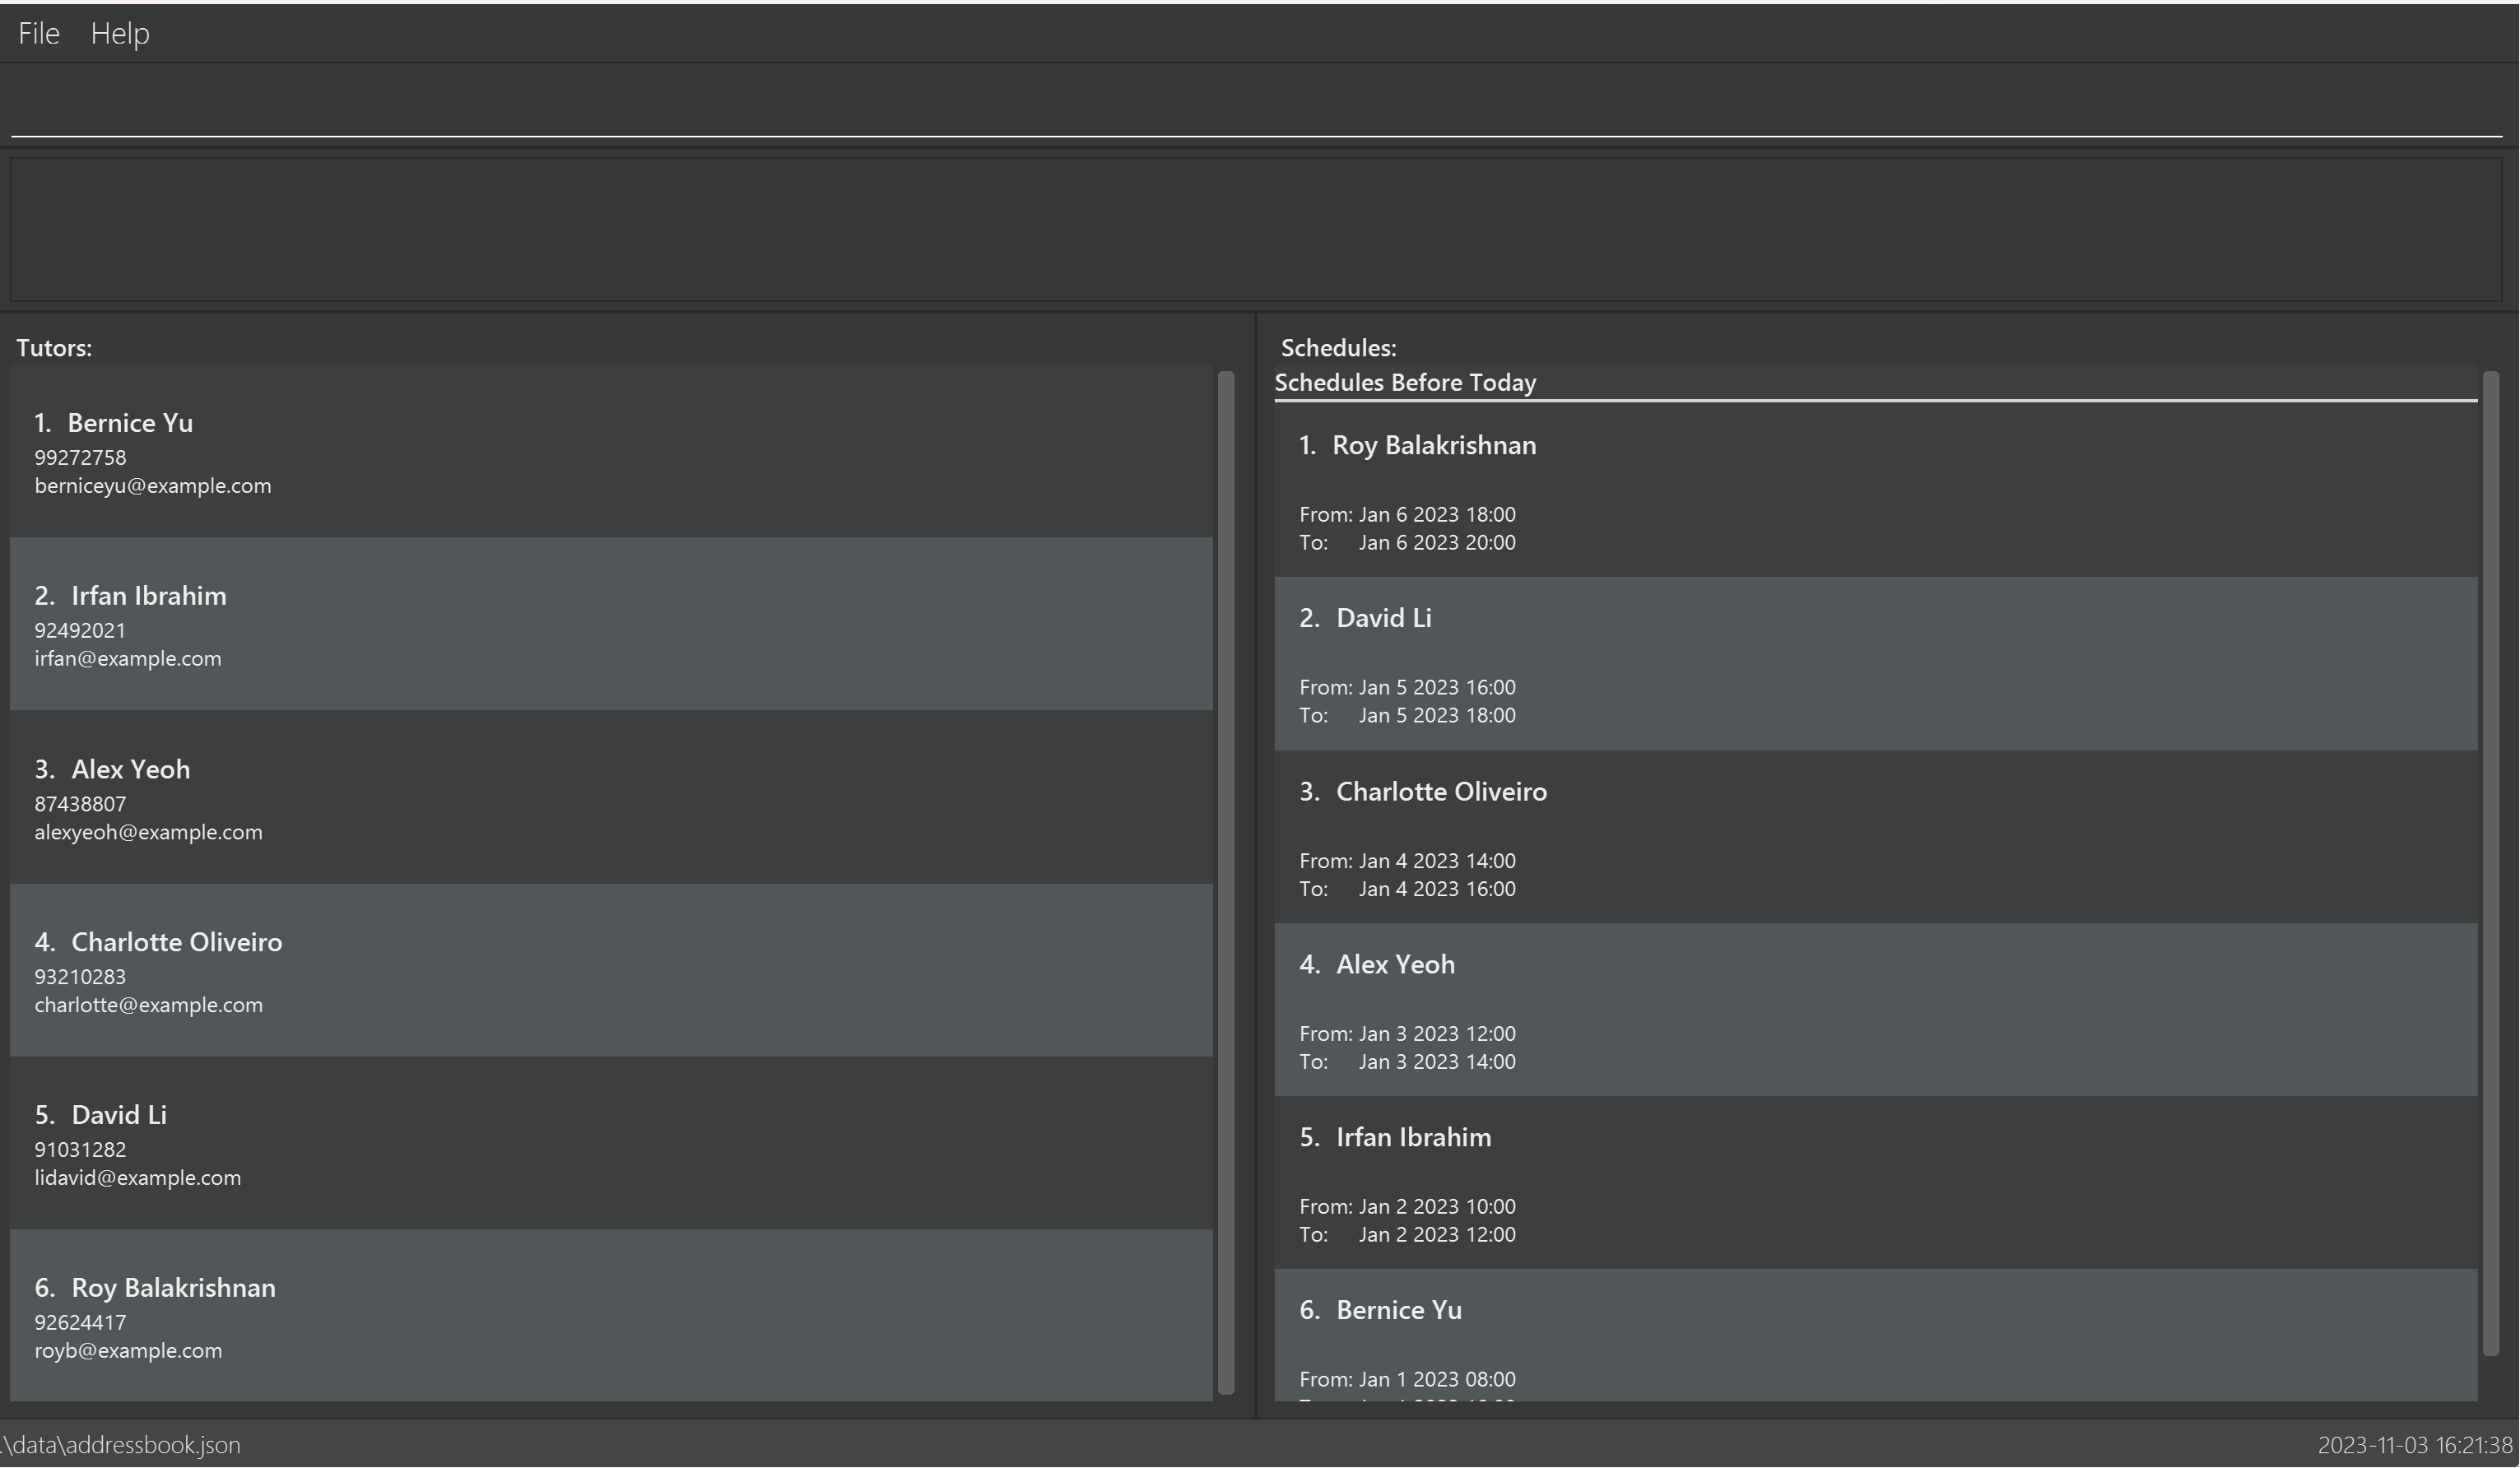 File Help
Tutors:
1. Bernice Yu
99272758
berniceyu@example.com
2. Irfan Ibrahim
92492021
irfan@example.com
3. Alex Yeoh
87438807
alexyeoh@example.com
4. Charlotte Oliveiro
93210283
charlotte@example.com
5. David Li
91031282
lidavid@example.com
6. Roy Balakrishnan
92624417
royb@example.com
Schedules:
Schedules Before Today
1. Roy Balakrishnan
From: Jan 6 2023 18:00
To: Jan 6 2023 20:00
2. David Li
From: Jan 5 2023 16:00
To: Jan 5 2023 18:00
3. Charlotte Oliveiro
From: Jan 4 2023 14:00
To: Jan 4 2023 16:00
4. Alex Yeoh
From: Jan 3 2023 12:00
To: Jan 3 2023 14:00
5. Irfan Ibrahim
From: Jan 2 2023 10:00
To: Jan 2 2023 12:00
6. Bernice Yu
From: Jan 1 2023 08:00
.\data\addressbook.json
2023-11-03 16:21:38